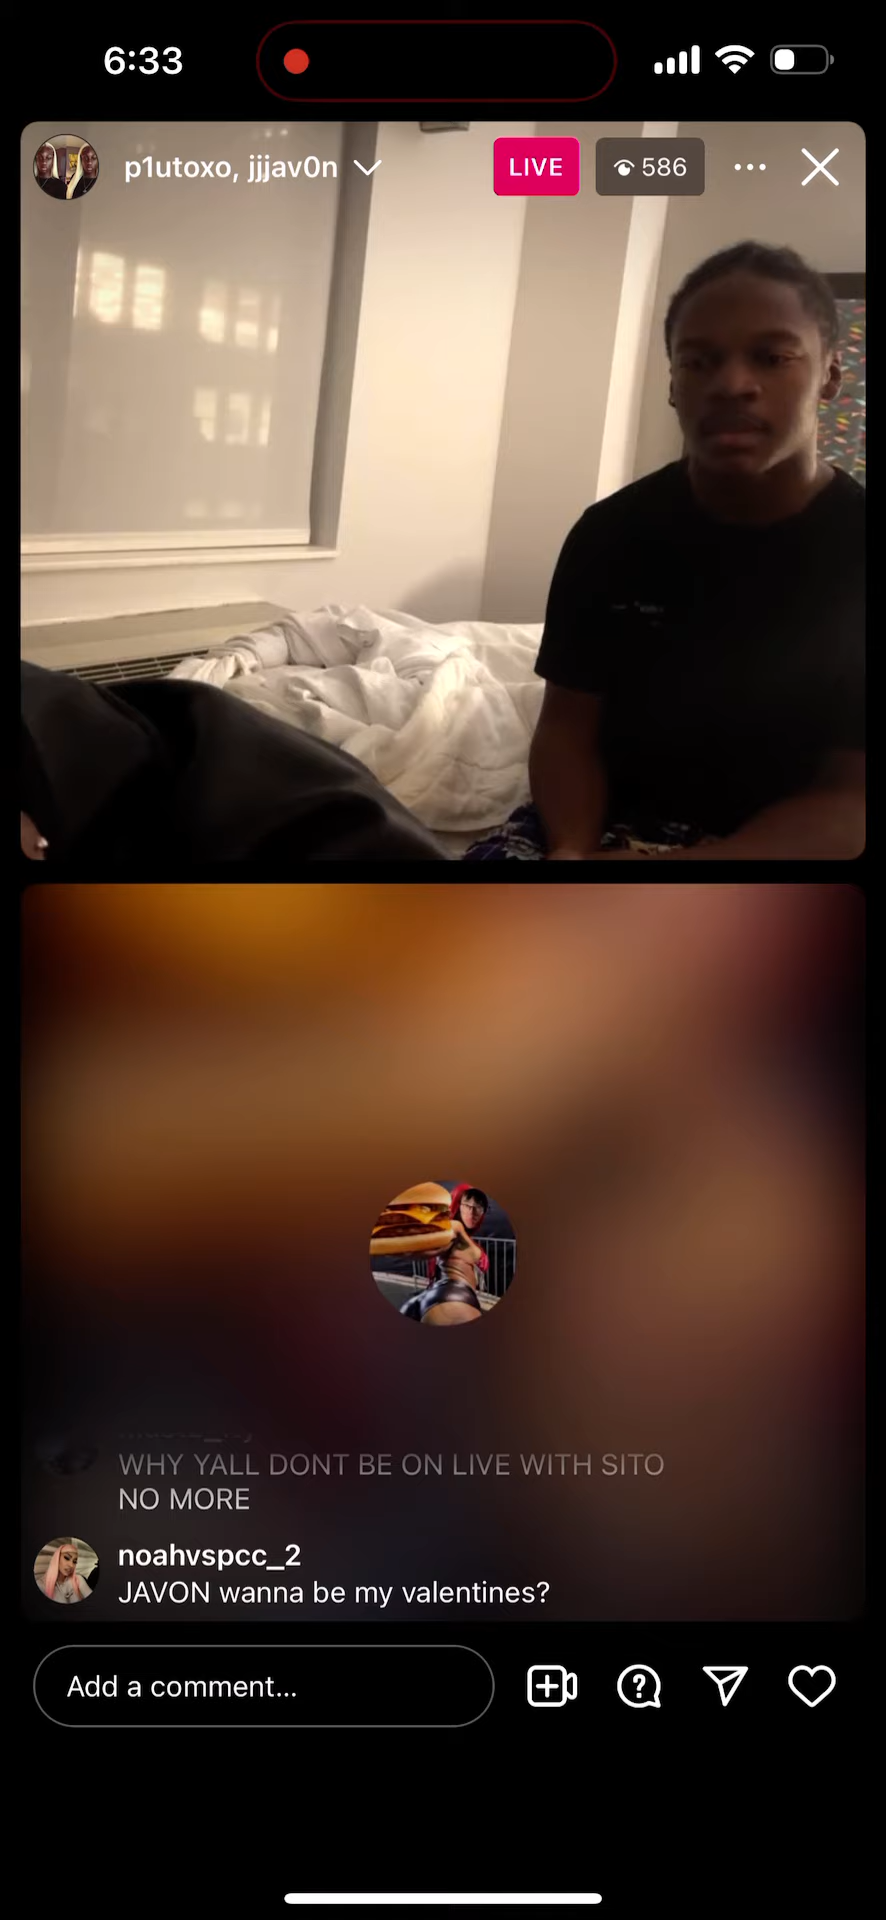 6:33
p1utoxo, jjjav0n
LIVE
586
WHY YALL DONT BE ON LIVE WITH SITO
NO MORE
noahvspcc_2
JAVON wanna be my valentines?
Add a comment...